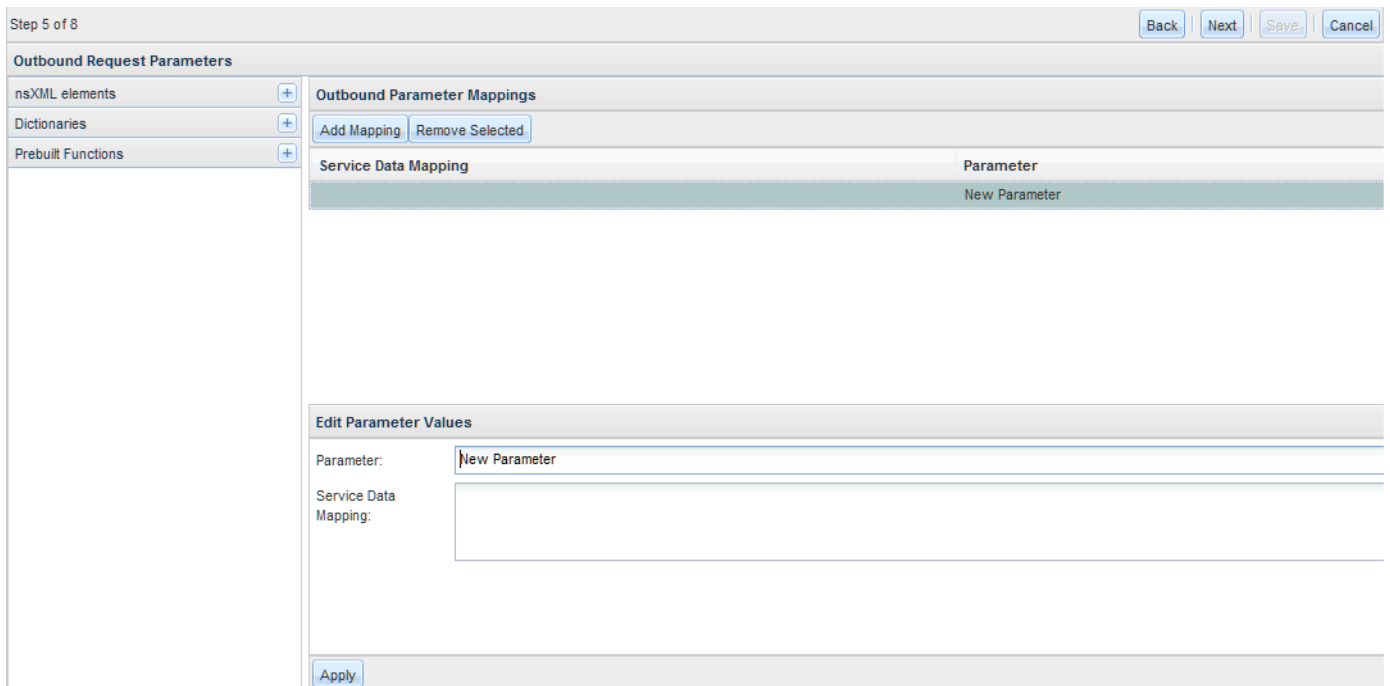 Step 5 of 8
Back Next Save Cancel
Outbound Request Parameters
nsXML elements
Dictionaries
Prebuilt Functions
Outbound Parameter Mappings
Add Mapping Remove Selected
Service Data Mapping Parameter
New Parameter
Edit Parameter Values
Parameter: New Parameter
Service Data
Mapping:
Apply